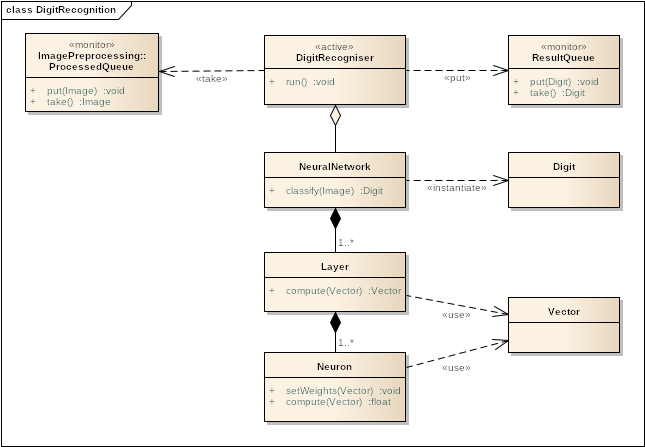 class DigitRecognition
«monitor»
ImagePreprocessing::
ProcessedQueue
+ put(Image) :void
+ take() :Image
«take»
«active»
DigitRecogniser
+ run() :void
«put»
«monitor»
ResultQueue
+ put(Digit) :void
+ take() :Digit
NeuralNetwork
+ classify(Image) :Digit
«instantiate»
Digit
1..*
Layer
+ compute(Vector) :Vector
«use»
Vector
1..*
«use»
Neuron
+ setWeights(Vector) :void
+ compute(Vector) :float